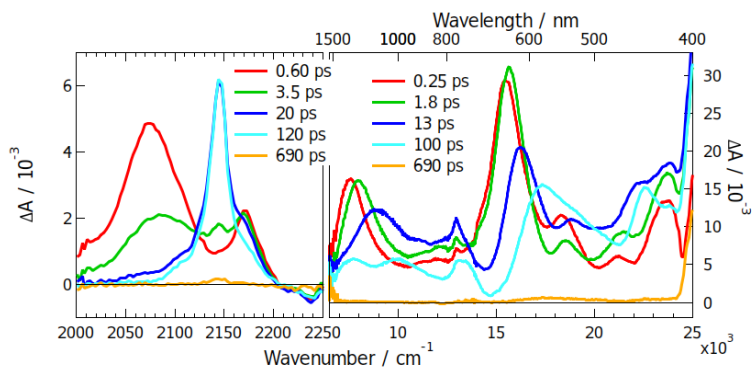 Wavelength / nm
1500 1000 800 600 500 400
0.60 ps
3.5 ps
20 ps
120 ps
690 ps
0.25 ps
1.8 ps
13 ps
100 ps
690 ps
ΔA / 10⁻³
6
4
2
0
ΔA / 10⁻³
30
25
20
15
10
5
0
2000 2050 2100 2150 2200 10 15 20 25
x10³
Wavenumber / cm⁻¹